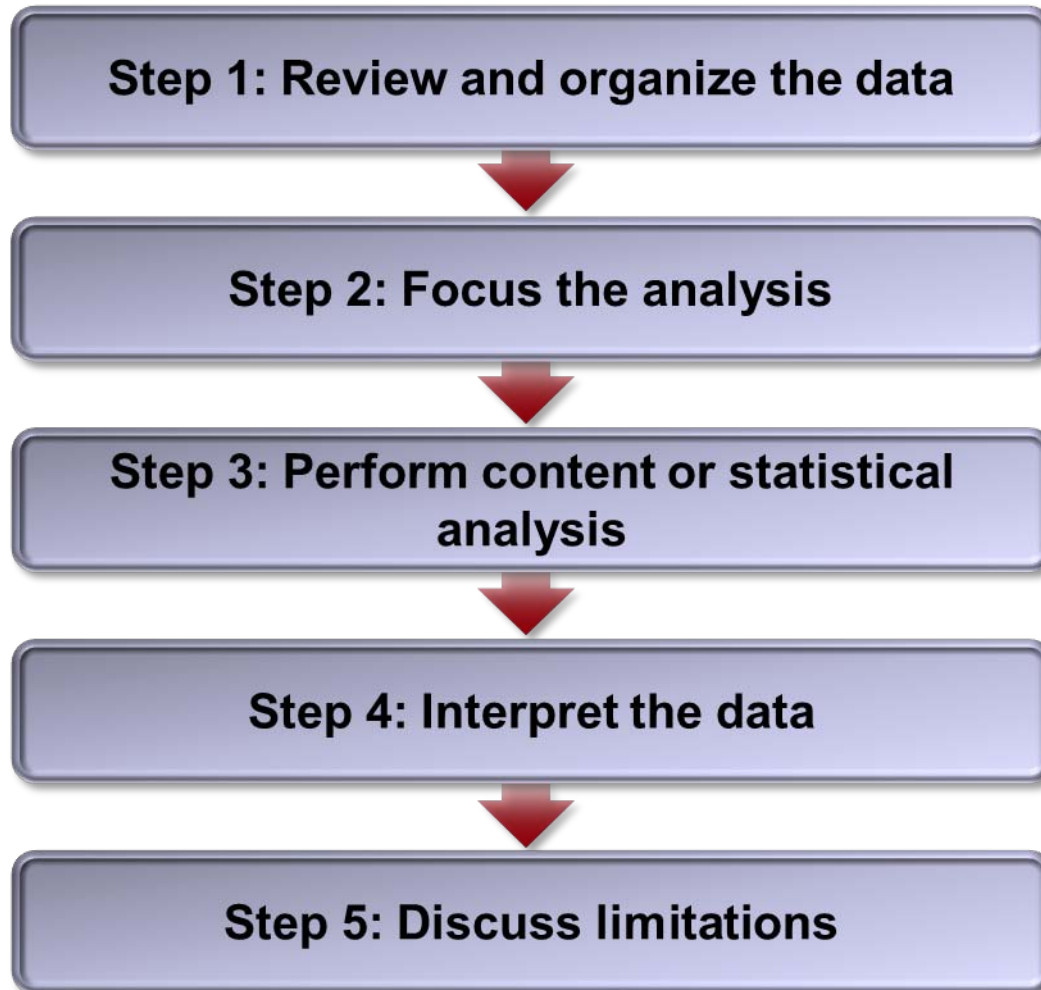 Step 1: Review and organize the data
Step 2: Focus the analysis
Step 3: Perform content or statistical
analysis
Step 4: Interpret the data
Step 5: Discuss limitations